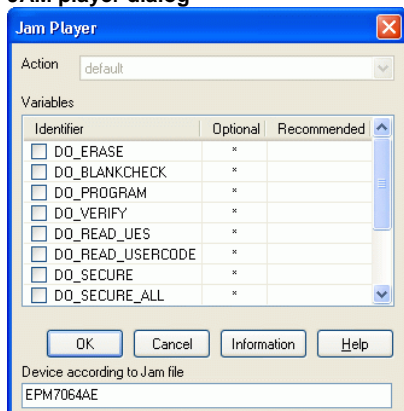 JAM player dialog
Jam Player
Action default
Variables
Identifier Optional Recommended
DO_ERASE *
DO_BLANKCHECK *
DO_PROGRAM *
DO_VERIFY *
DO_READ_UES *
DO_READ_USERCODE *
DO_SECURE *
DO_SECURE_ALL *
OK Cancel Information Help
Device according to Jam file
EPM7064AE